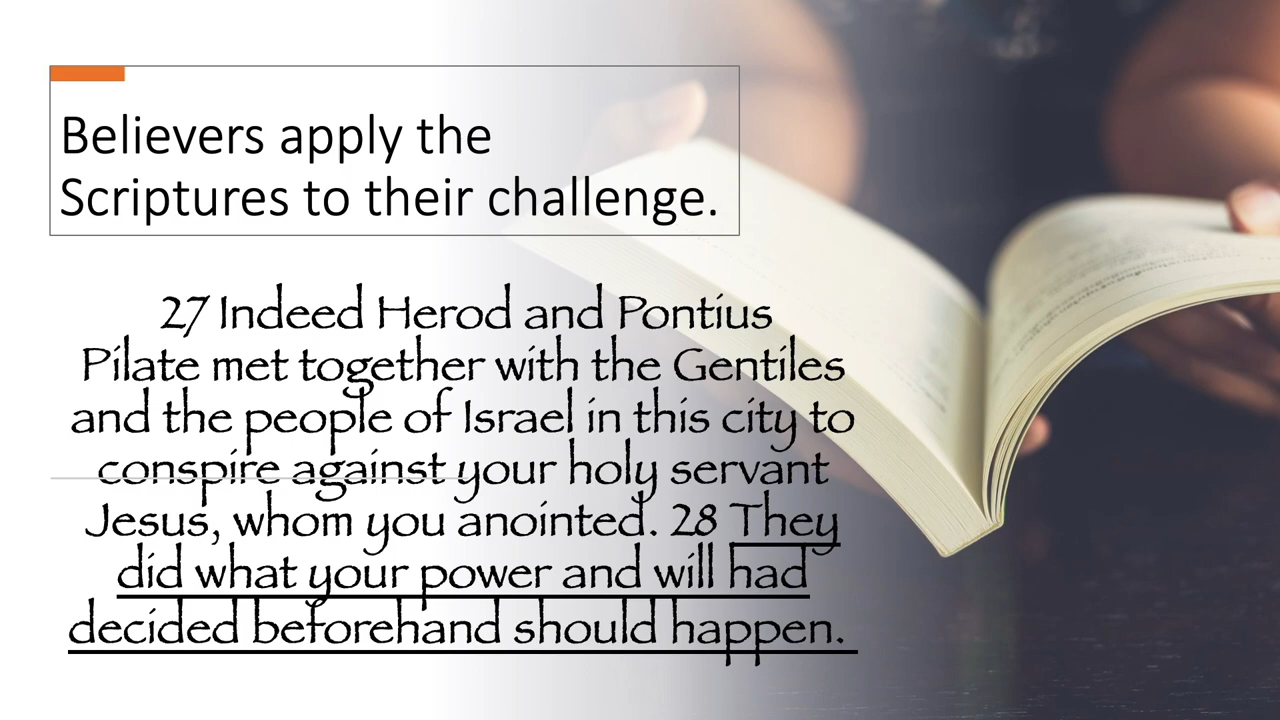 Believers apply the
Scriptures to their challenge.
27 Indeed Herod and Pontius
Pilate met together with the Gentiles
and the people of Israel in this city to
conspire against your holy servant
Jesus, whom you anointed. 28 They
did what your power and will had
decided beforehand should happen.